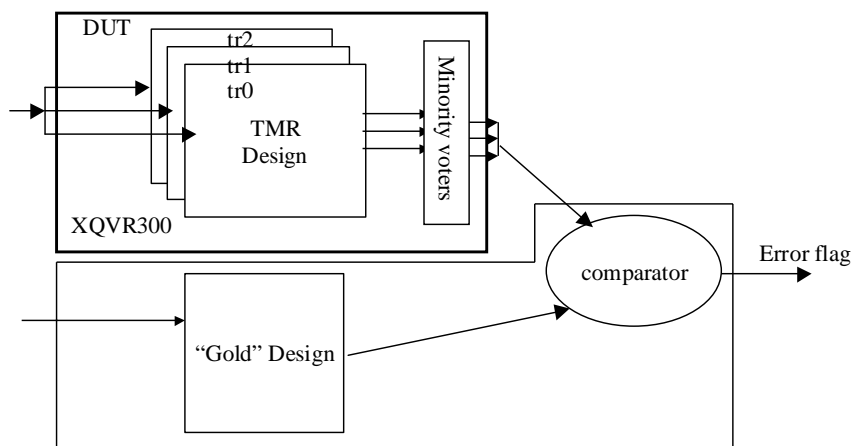 DUT
tr2
tr1
tr0
TMR
Design
Minority voters
XQVR300
comparator
Error flag
“Gold” Design